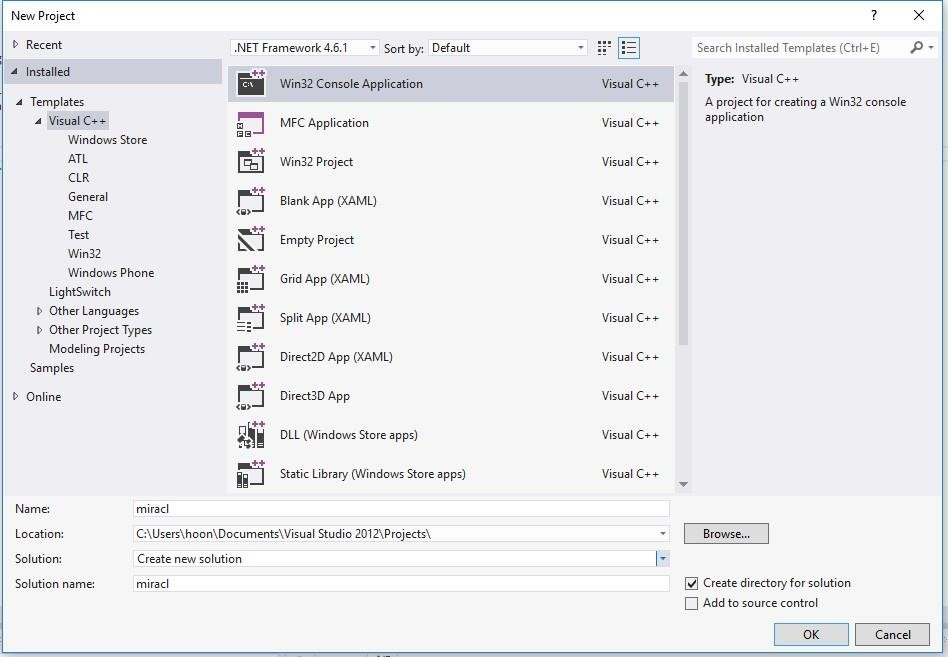 New Project
?
Recent
.NET Framework 4.6.1 Sort by: Default
Search Installed Templates (Ctrl+E)
Installed
Templates
Visual C++
Windows Store
ATL
CLR
General
MFC
Test
Win32
Windows Phone
LightSwitch
Other Languages
Other Project Types
Modeling Projects
Samples
Online
C:\
Win32 Console Application Visual C++
MFC Application Visual C++
Win32 Project Visual C++
Blank App (XAML) Visual C++
Empty Project Visual C++
Grid App (XAML) Visual C++
Split App (XAML) Visual C++
Direct2D App (XAML) Visual C++
Direct3D App Visual C++
DLL (Windows Store apps) Visual C++
Static Library (Windows Store apps) Visual C++
Type: Visual C++
A project for creating a Win32 console
application
Name: miracl
Location: C:\Users\hoon\Documents\Visual Studio 2012\Projects\
Browse...
Solution: Create new solution
Solution name: miracl
Create directory for solution
Add to source control
OK Cancel